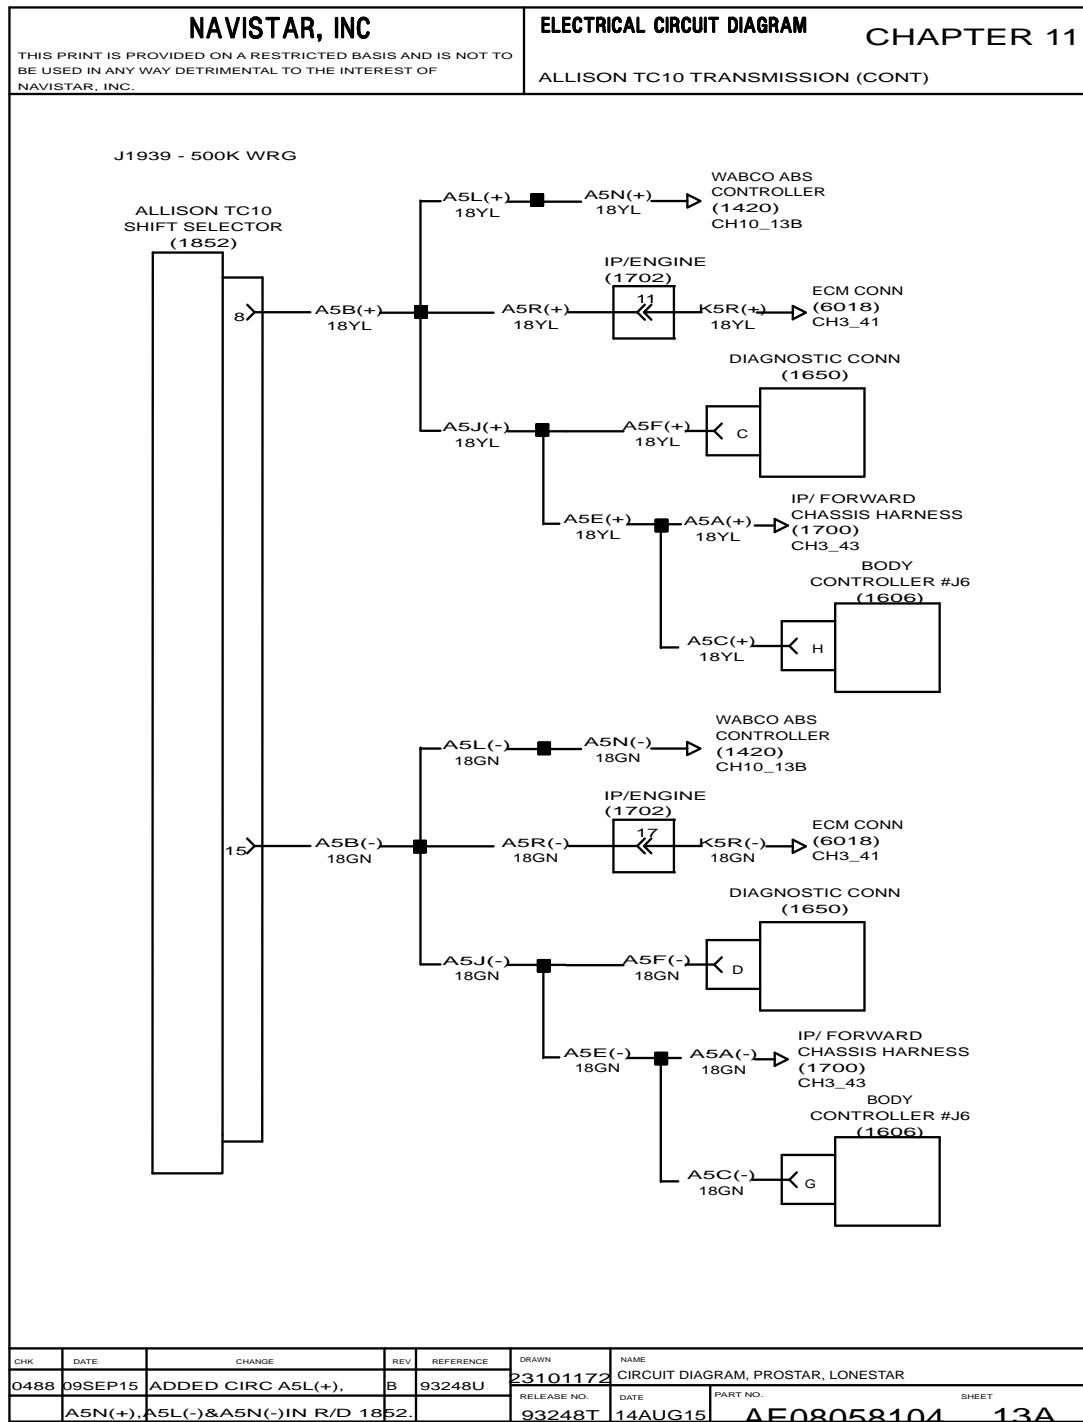 NAVISTAR, INC
THIS PRINT IS PROVIDED ON A RESTRICTED BASIS AND IS NOT TO
BE USED IN ANY WAY DETRIMENTAL TO THE INTEREST OF
NAVISTAR, INC.
ELECTRICAL CIRCUIT DIAGRAM
CHAPTER 11
ALLISON TC10 TRANSMISSION (CONT)
J1939 - 500K WRG
ALLISON TC10
SHIFT SELECTOR
(1852)
8
A5B(+)
18YL
A5L(+)
18YL
A5N(+)
18YL
WABCO ABS
CONTROLLER
(1420)
CH10_13B
A5R(+)
18YL
IP/ENGINE
(1702)
11
K5R(+)
18YL
ECM CONN
(6018)
CH3_41
A5J(+)
18YL
A5F(+)
18YL
DIAGNOSTIC CONN
(1650)
C
A5E(+)
18YL
A5A(+)
18YL
IP/ FORWARD
CHASSIS HARNESS
(1700)
CH3_43
A5C(+)
18YL
BODY
CONTROLLER #J6
(1606)
H
15
A5B(-)
18GN
A5L(-)
18GN
A5N(-)
18GN
WABCO ABS
CONTROLLER
(1420)
CH10_13B
A5R(-)
18GN
IP/ENGINE
(1702)
17
K5R(-)
18GN
ECM CONN
(6018)
CH3_41
A5J(-)
18GN
A5F(-)
18GN
DIAGNOSTIC CONN
(1650)
D
A5E(-)
18GN
A5A(-)
18GN
IP/ FORWARD
CHASSIS HARNESS
(1700)
CH3_43
A5C(-)
18GN
BODY
CONTROLLER #J6
(1606)
G
CHK DATE CHANGE REV REFERENCE
0488 09SEP15 ADDED CIRC A5L(+), B 93248U
A5N(+),A5L(-)&A5N(-)IN R/D 1852.
DRAWN
23101172
NAME
CIRCUIT DIAGRAM, PROSTAR, LONESTAR
RELEASE NO.
93248T
DATE
14AUG15
PART NO.
AE08058104
SHEET
13A